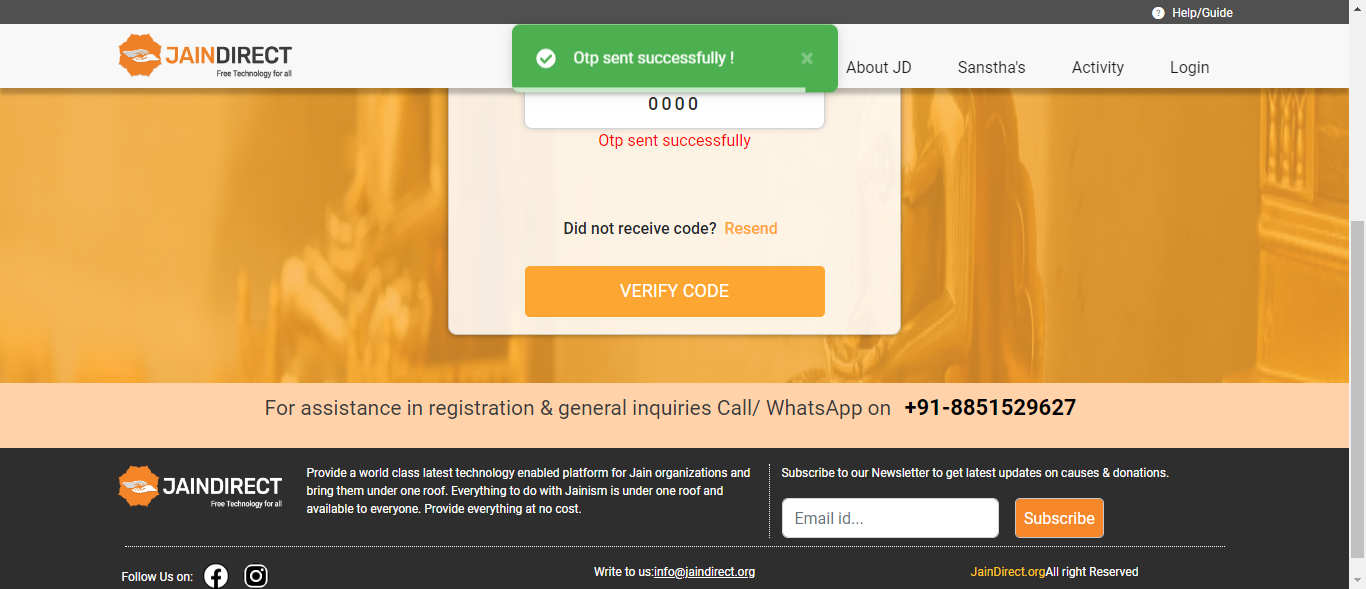 Help/Guide
JAINDIRECT
Free Technology for all
Otp sent successfully !
About JD
Sanstha's
Activity
Login
0000
Otp sent successfully
Did not receive code? Resend
VERIFY CODE
For assistance in registration & general inquiries Call/ WhatsApp on +91-8851529627
JAINDIRECT
Free Technology for all
Provide a world class latest technology enabled platform for Jain organizations and
bring them under one roof. Everything to do with Jainism is under one roof and
available to everyone. Provide everything at no cost.
Subscribe to our Newsletter to get latest updates on causes & donations.
Email id...
Subscribe
Follow Us on:
Write to us:info@jaindirect.org
JainDirect.orgAll right Reserved